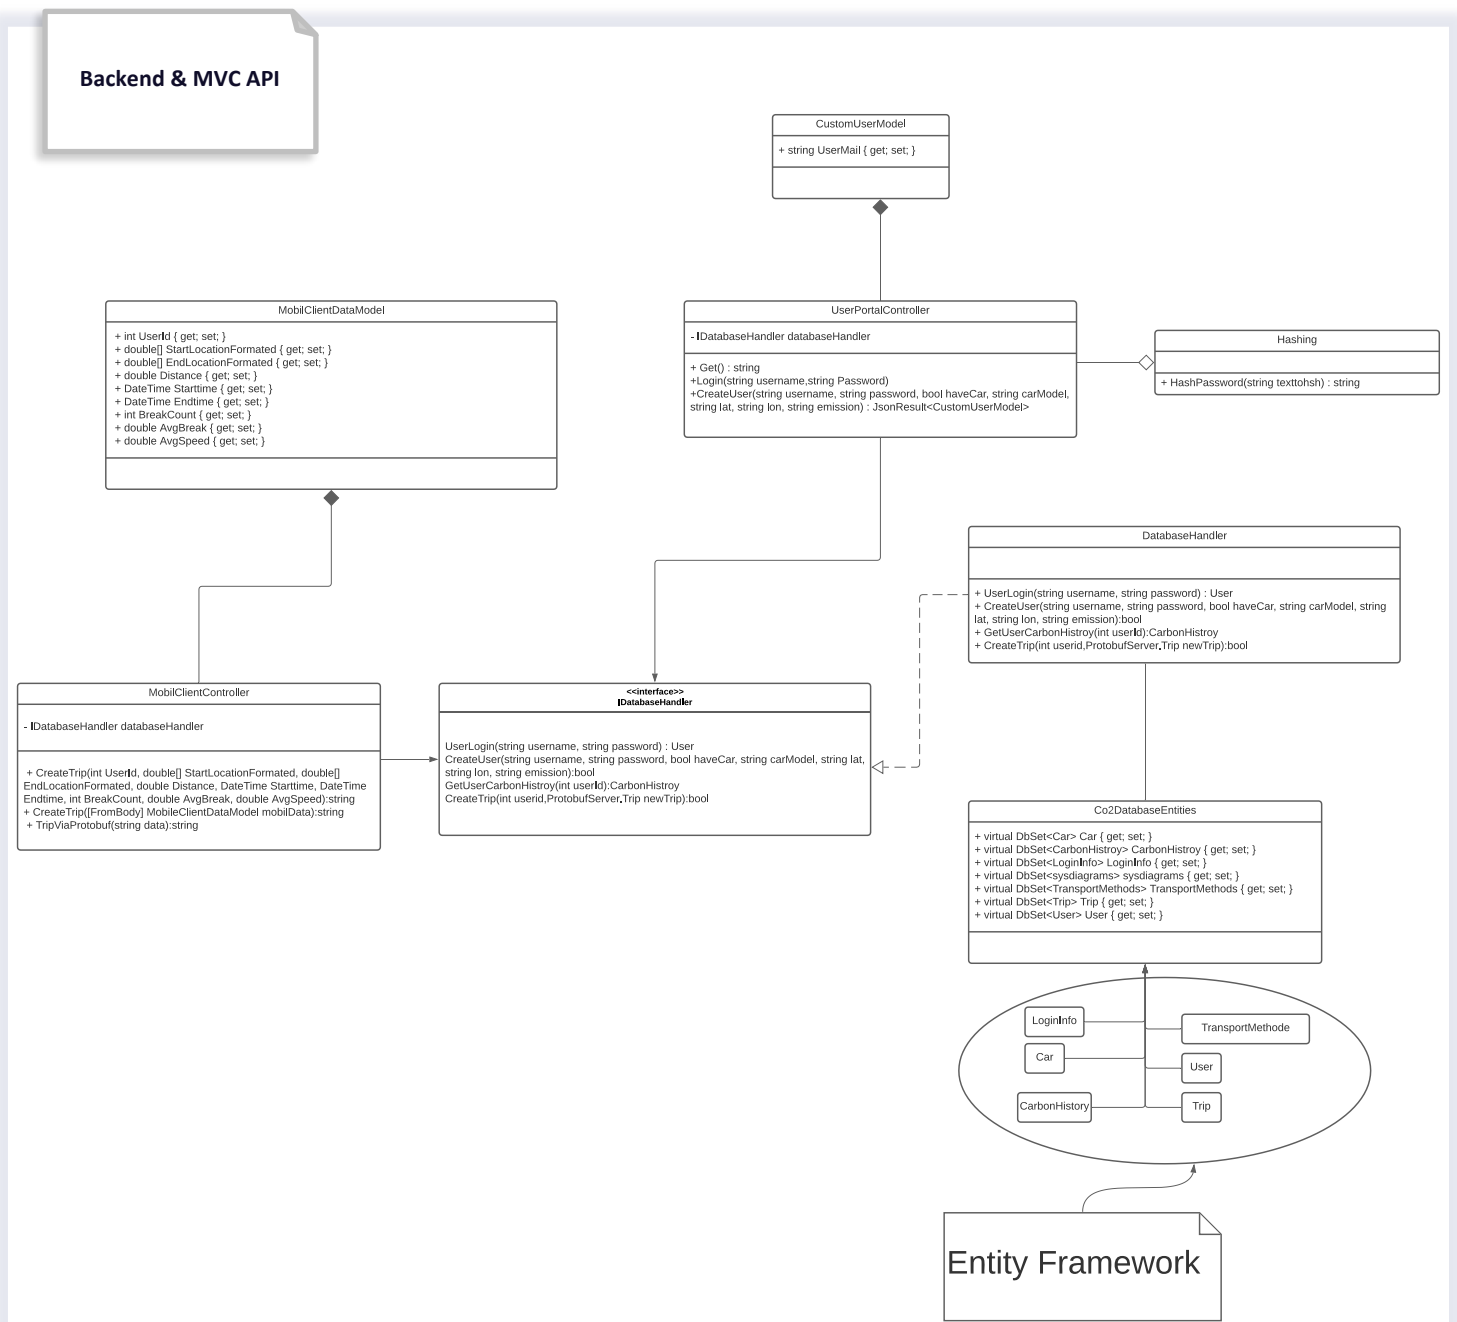 Backend & MVC API
CustomUserModel
+ string UserMail { get; set; }
MobilClientDataModel
+ int UserId { get; set; }
+ double[] StartLocationFormated { get; set; }
+ double[] EndLocationFormated { get; set; }
+ double Distance { get; set; }
+ DateTime Starttime { get; set; }
+ DateTime Endtime { get; set; }
+ int BreakCount { get; set; }
+ double AvgBreak { get; set; }
+ double AvgSpeed { get; set; }
UserPortalController
- IDatabaseHandler databaseHandler
+ Get() : string
+Login(string username,string Password)
+CreateUser(string username, string password, bool haveCar, string carModel,
string lat, string lon, string emission) : JsonResult<CustomUserModel>
Hashing
+ HashPassword(string texttohsh) : string
DatabaseHandler
+ UserLogin(string username, string password) : User
+ CreateUser(string username, string password, bool haveCar, string carModel, string
lat, string lon, string emission):bool
+ GetUserCarbonHistroy(int userId):CarbonHistroy
+ CreateTrip(int userid,ProtobufServer.Trip newTrip):bool
MobilClientController
- IDatabaseHandler databaseHandler
+ CreateTrip(int UserId, double[] StartLocationFormated, double[]
EndLocationFormated, double Distance, DateTime Starttime, DateTime
Endtime, int BreakCount, double AvgBreak, double AvgSpeed):string
+ CreateTrip([FromBody] MobileClientDataModel mobilData):string
+ TripViaProtobuf(string data):string
<<interface>>
IDatabaseHandler
UserLogin(string username, string password) : User
CreateUser(string username, string password, bool haveCar, string carModel, string lat,
string lon, string emission):bool
GetUserCarbonHistroy(int userId):CarbonHistroy
CreateTrip(int userid,ProtobufServer.Trip newTrip):bool
Co2DatabaseEntities
+ virtual DbSet<Car> Car { get; set; }
+ virtual DbSet<CarbonHistroy> CarbonHistroy { get; set; }
+ virtual DbSet<LoginInfo> LoginInfo { get; set; }
+ virtual DbSet<sysdiagrams> sysdiagrams { get; set; }
+ virtual DbSet<TransportMethods> TransportMethods { get; set; }
+ virtual DbSet<Trip> Trip { get; set; }
+ virtual DbSet<User> User { get; set; }
LoginInfo
TransportMethode
Car
User
CarbonHistory
Trip
Entity Framework